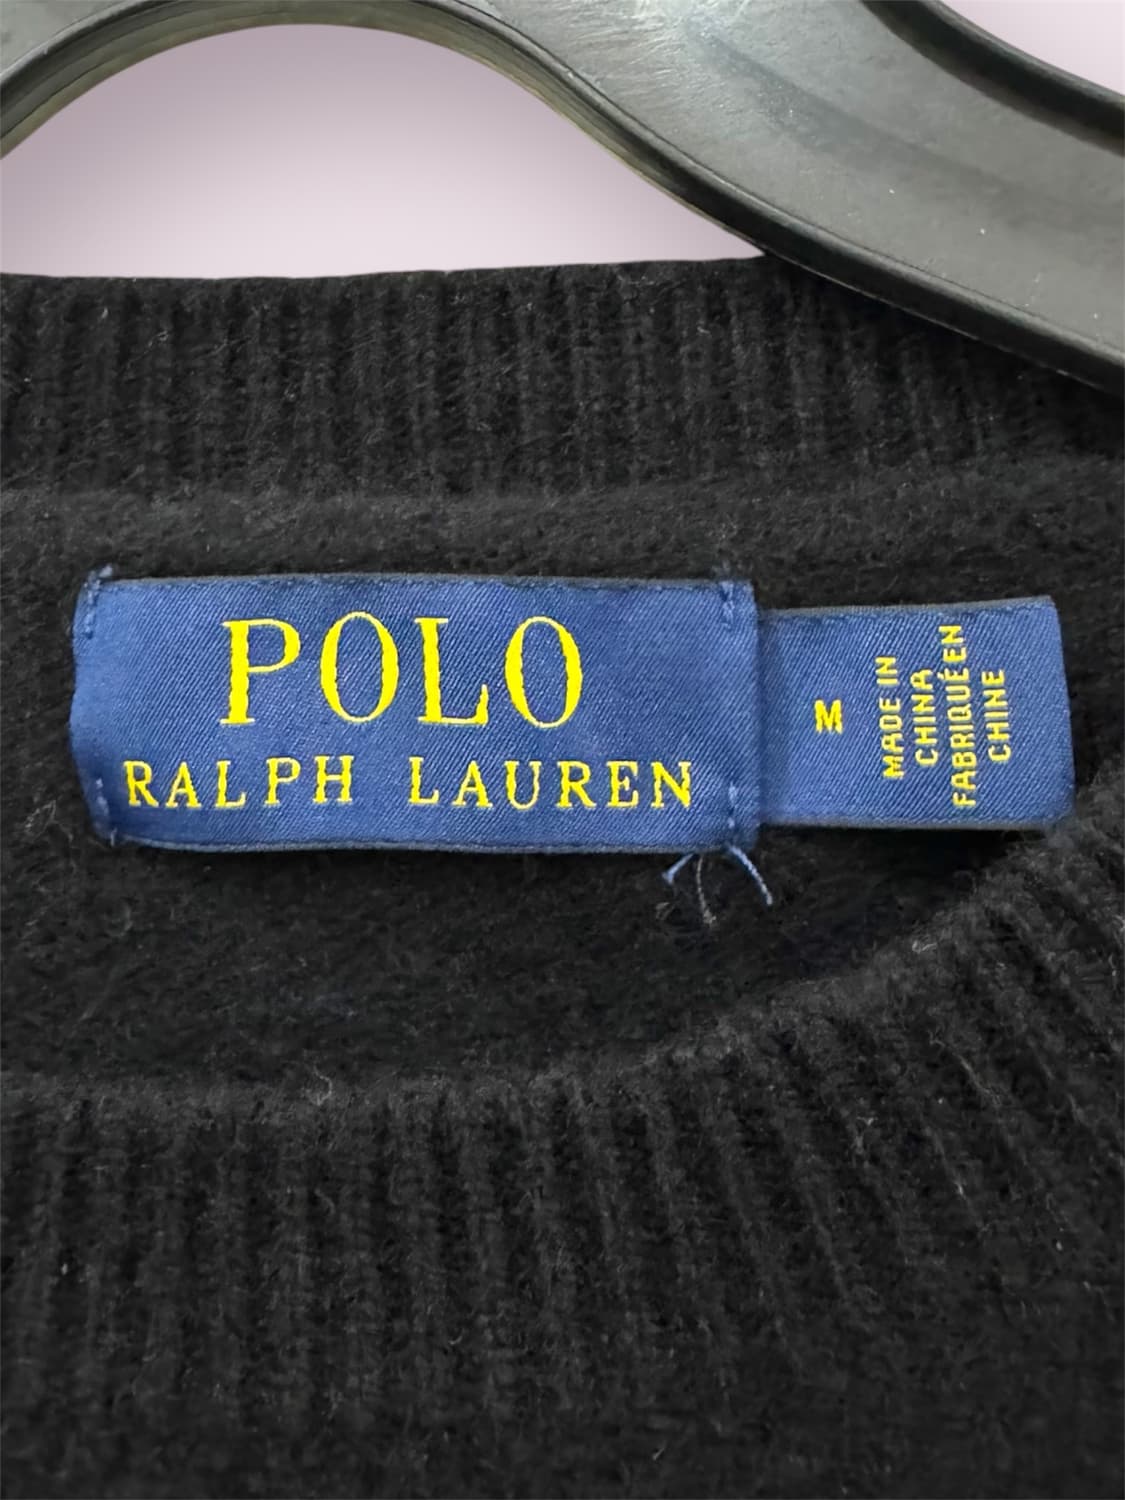 POLO
RALPH LAUREN
M
MADE IN
CHINA
FABRIQUÉ EN
CHINE